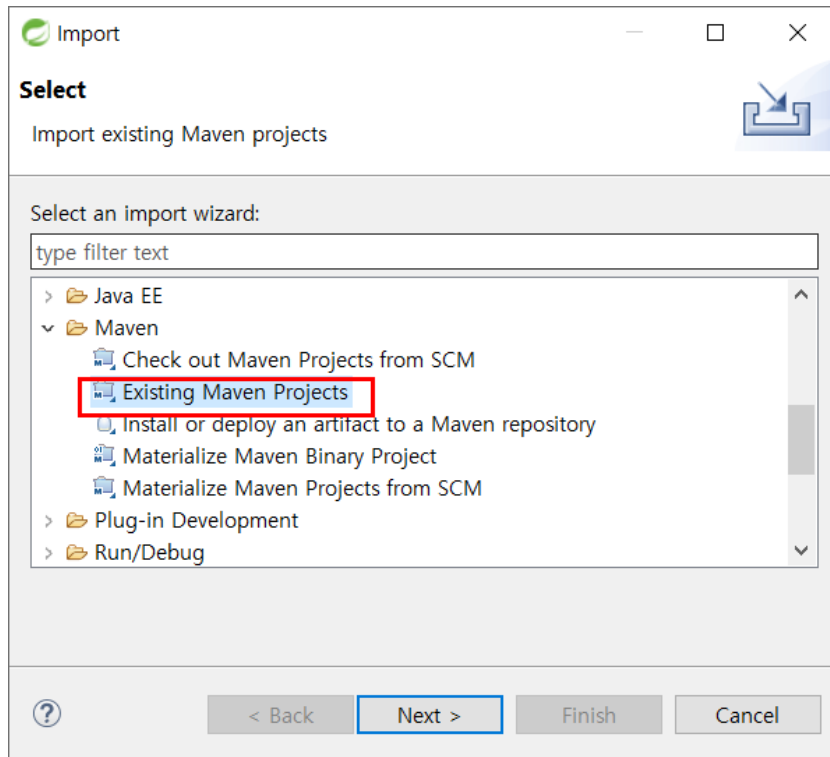 Import
Select
Import existing Maven projects
Select an import wizard:
type filter text
Java EE
Maven
Check out Maven Projects from SCM
Existing Maven Projects
Install or deploy an artifact to a Maven repository
Materialize Maven Binary Project
Materialize Maven Projects from SCM
Plug-in Development
Run/Debug
< Back Next > Finish Cancel